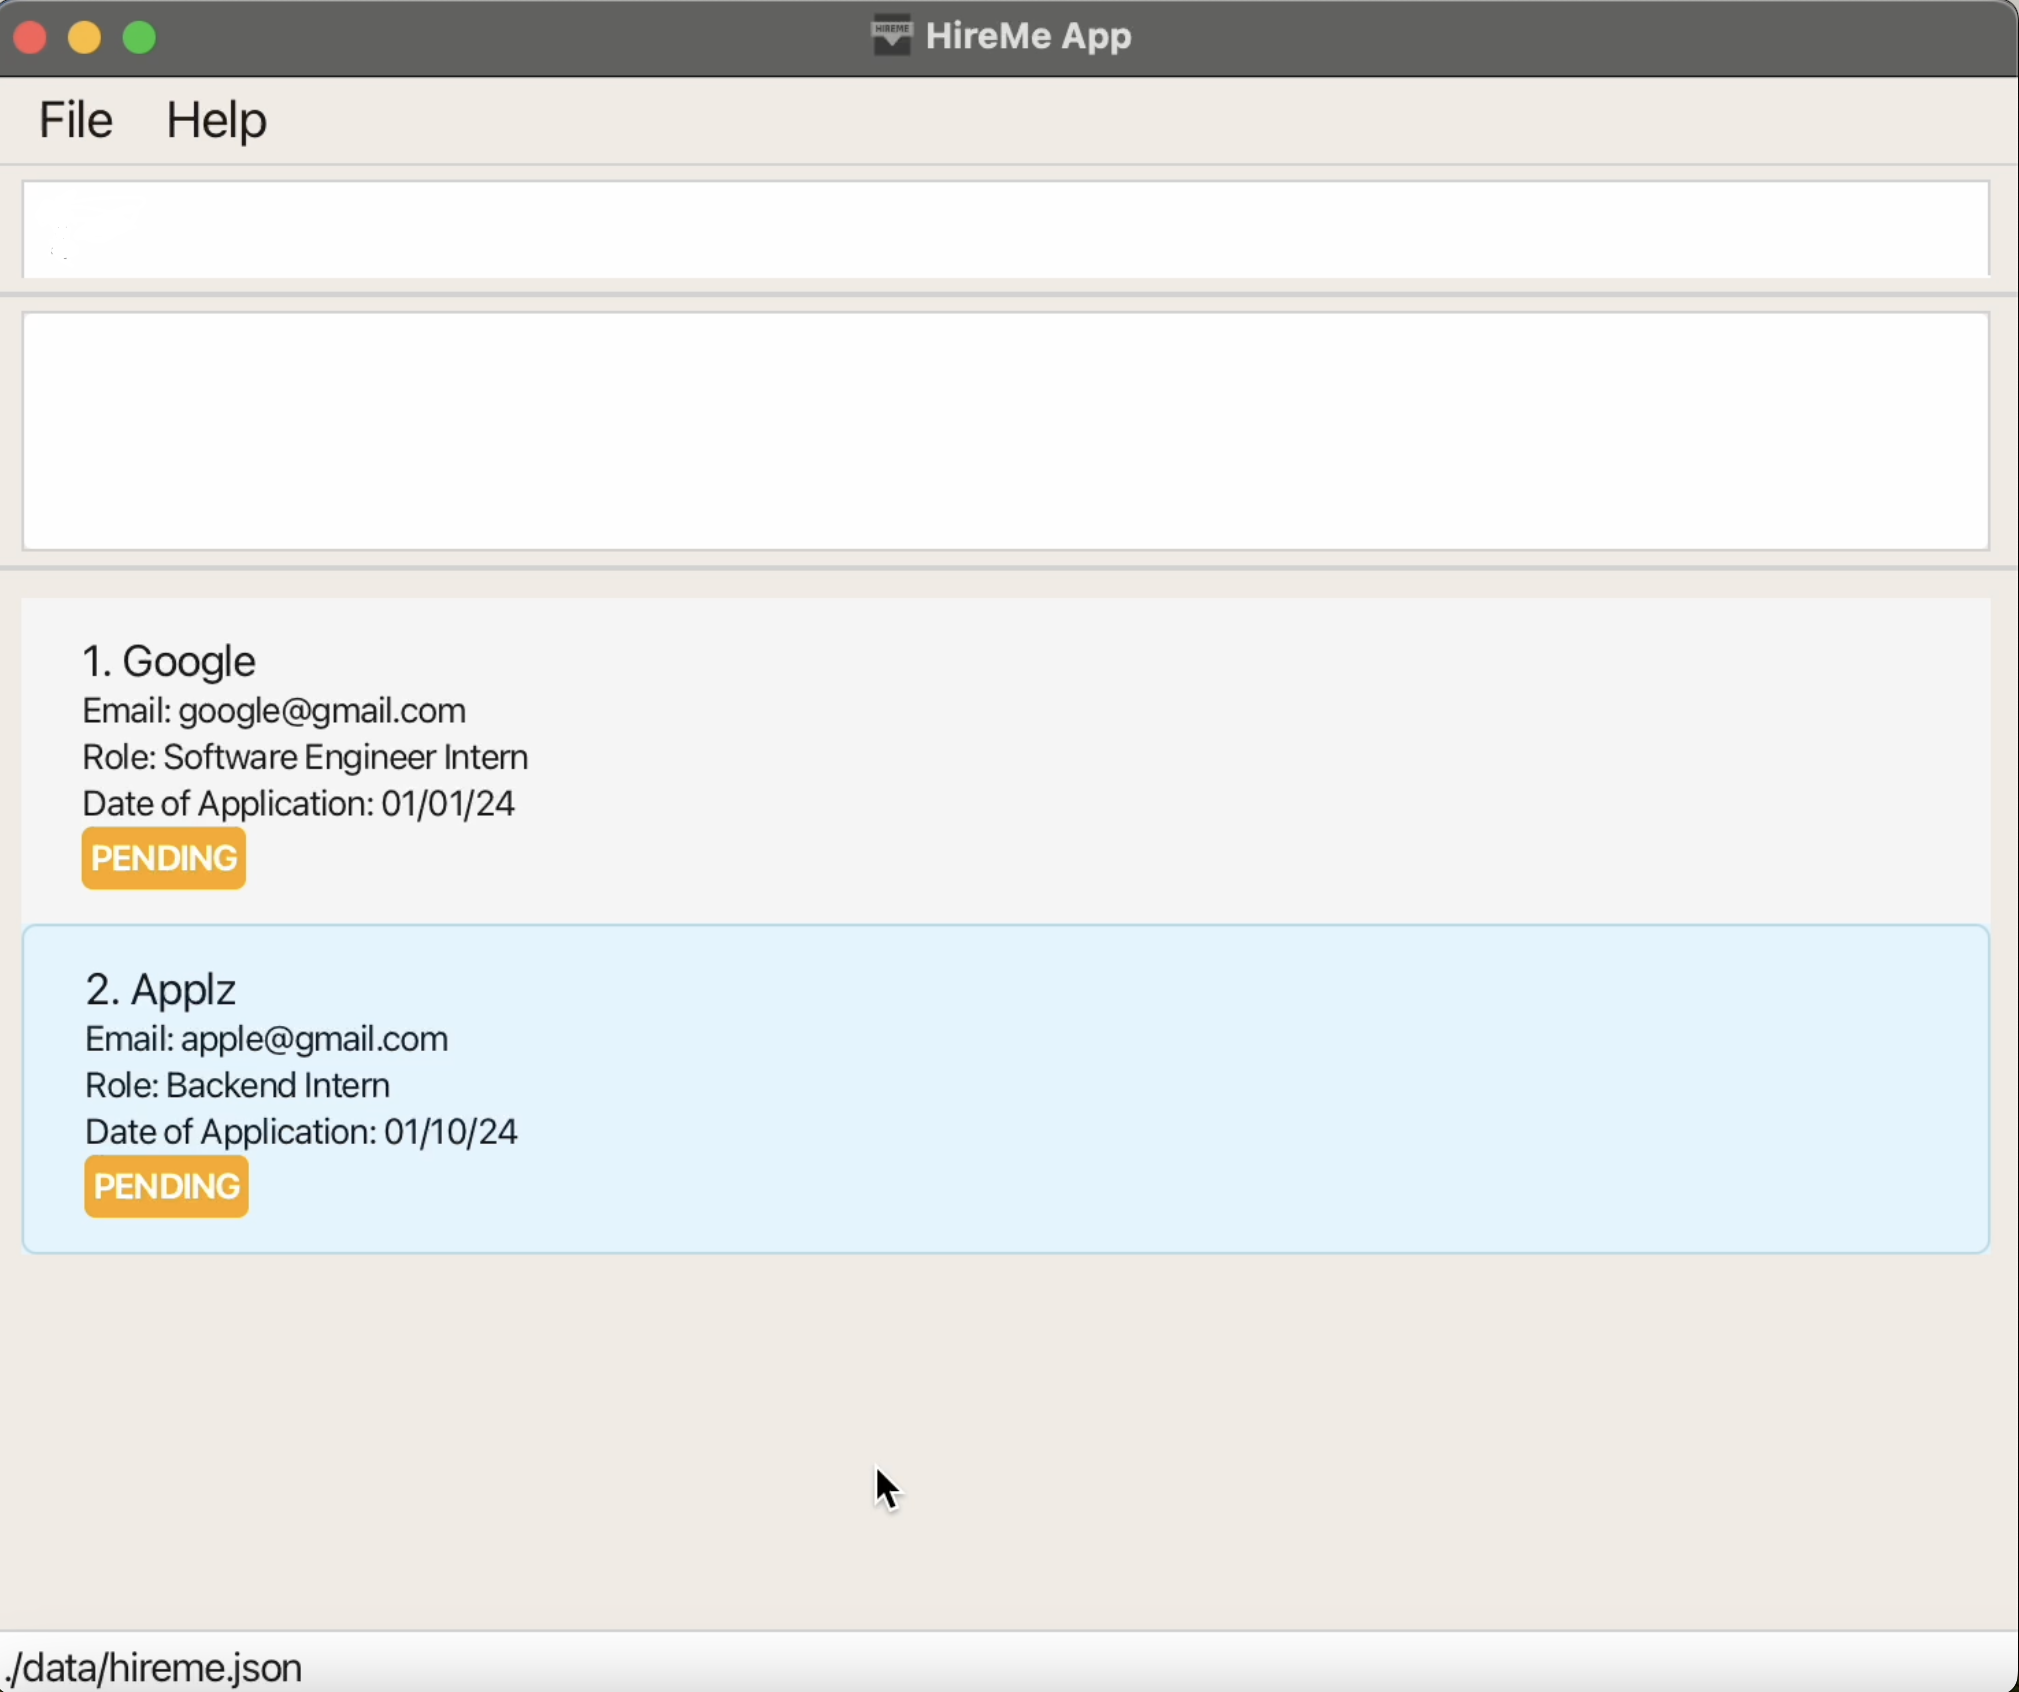 HIREME
HireMe App
File Help
1. Google
Email: google@gmail.com
Role: Software Engineer Intern
Date of Application: 01/01/24
PENDING
2. Applz
Email: apple@gmail.com
Role: Backend Intern
Date of Application: 01/10/24
PENDING
./data/hireme.json